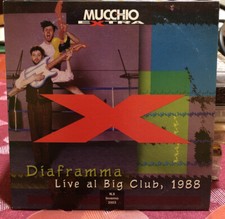 MUCCHIO
EXTRA
X
Diaframma
Live al Big Club, 1988